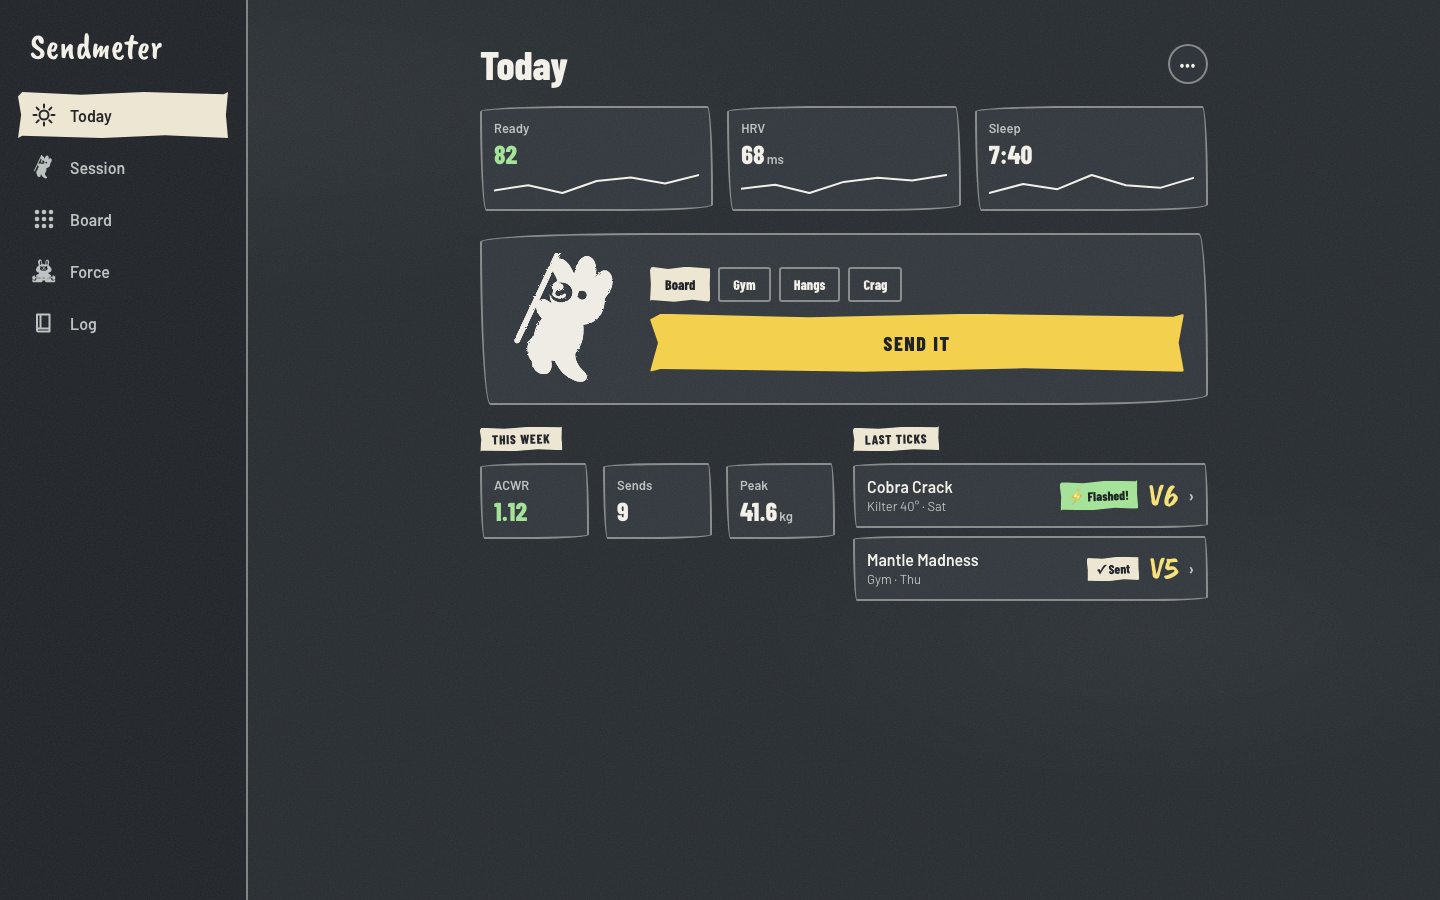 Sendmeter
Today
Session
Board
Force
Log
Today
Ready
82
HRV
68 ms
Sleep
7:40
Board Gym Hangs Crag
SEND IT
THIS WEEK
ACWR
1.12
Sends
9
Peak
41.6 kg
LAST TICKS
Cobra Crack
Kilter 40° · Sat
⚡ Flashed! V6 ›
Mantle Madness
Gym · Thu
✓ Sent V5 ›